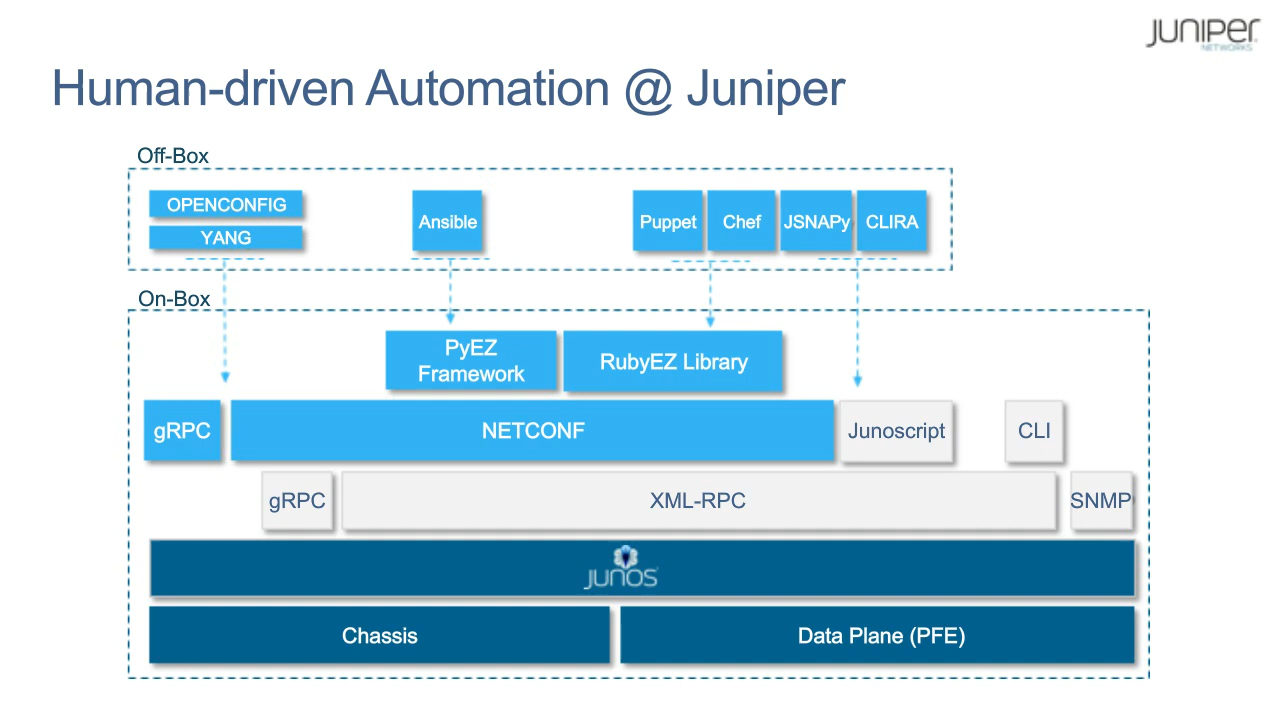 JUNIPER
NETWORKS
Human-driven Automation @ Juniper
Off-Box
OPENCONFIG
YANG
Ansible
Puppet
Chef
JSNAPy
CLIRA
On-Box
PyEZ
Framework
RubyEZ Library
gRPC
NETCONF
Junoscript
CLI
gRPC
XML-RPC
SNMP
JUNOS
Chassis
Data Plane (PFE)